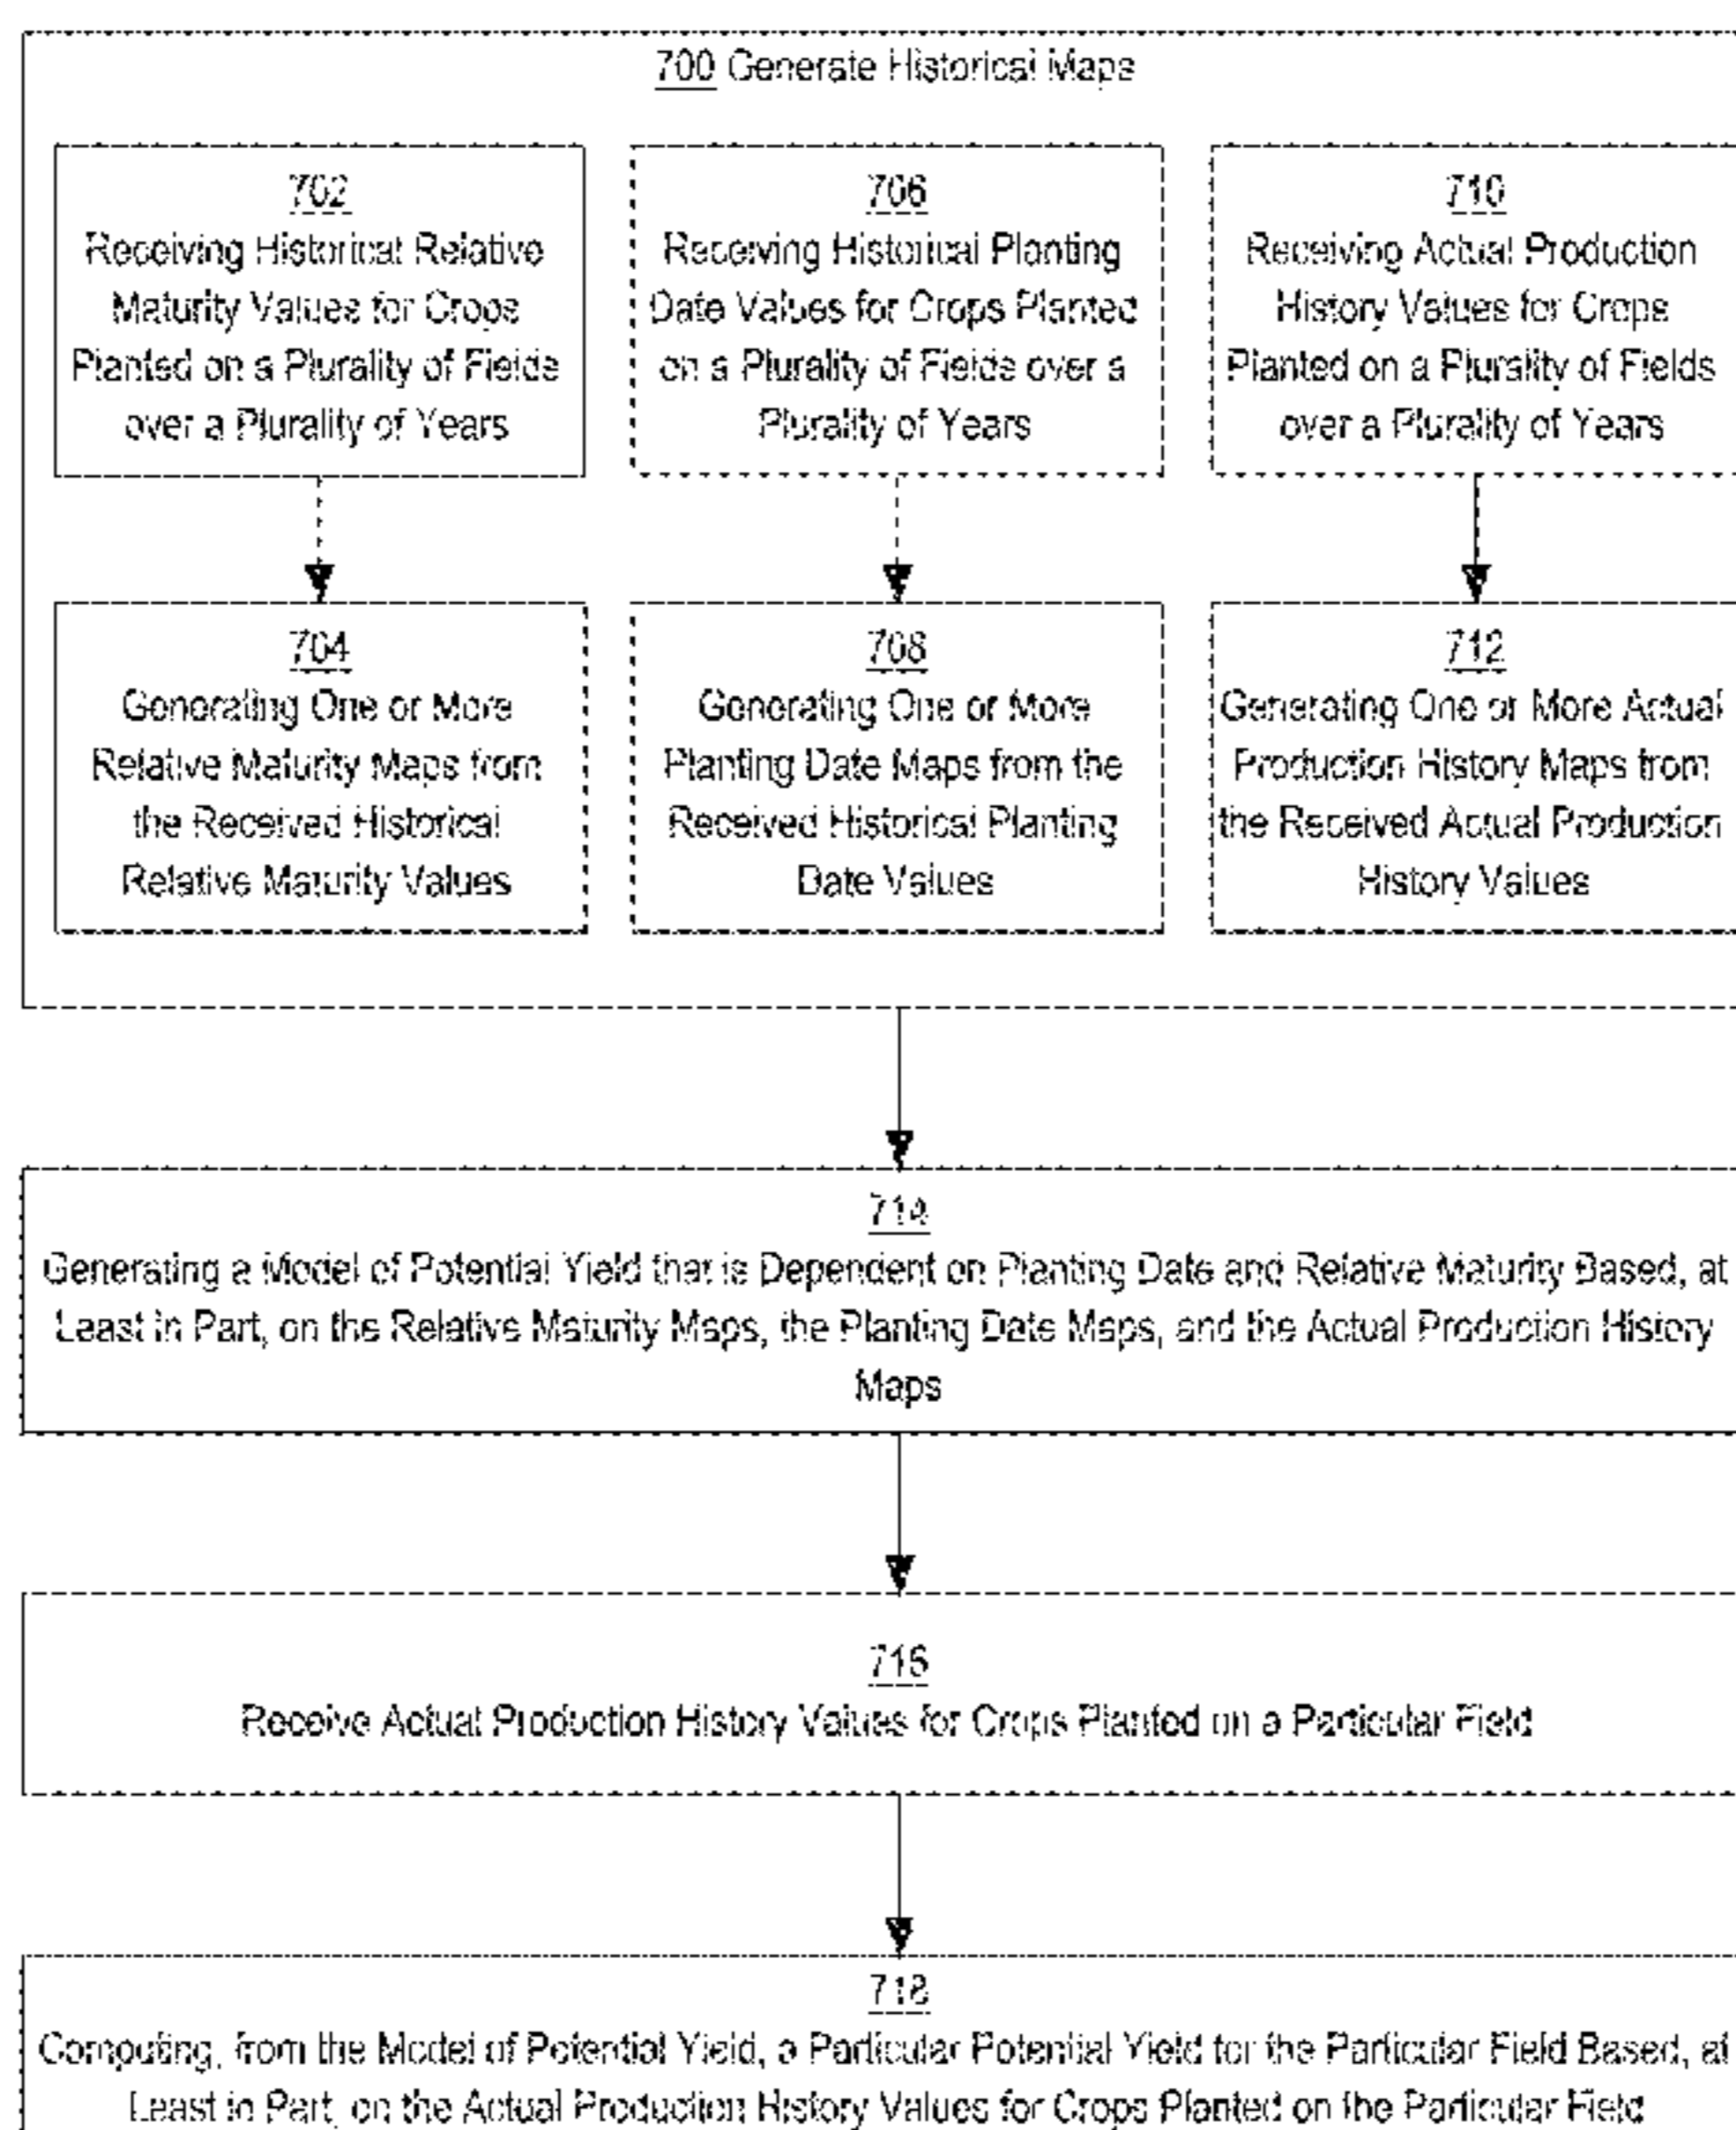 700 Generate Historical Maps
702
Receiving Historical Relative
Maturity Values for Crops
Planted on a Plurality of Fields
over a Plurality of Years
706
Receiving Historical Planting
Date Values for Crops Planted
on a Plurality of Fields over a
Plurality of Years
710
Receiving Actual Production
History Values for Crops
Planted on a Plurality of Fields
over a Plurality of Years
704
Generating One or More
Relative Maturity Maps from
the Received Historical
Relative Maturity Values
708
Generating One or More
Planting Date Maps from the
Received Historical Planting
Date Values
712
Generating One or More Actual
Production History Maps from
the Received Actual Production
History Values
714
Generating a Model of Potential Yield that is Dependent on Planting Date and Relative Maturity Based, at
Least in Part, on the Relative Maturity Maps, the Planting Date Maps, and the Actual Production History
Maps
716
Receive Actual Production History Values for Crops Planted on a Particular Field
718
Computing, from the Model of Potential Yield, a Particular Potential Yield for the Particular Field Based, at
Least in Part, on the Actual Production History Values for Crops Planted on the Particular Field